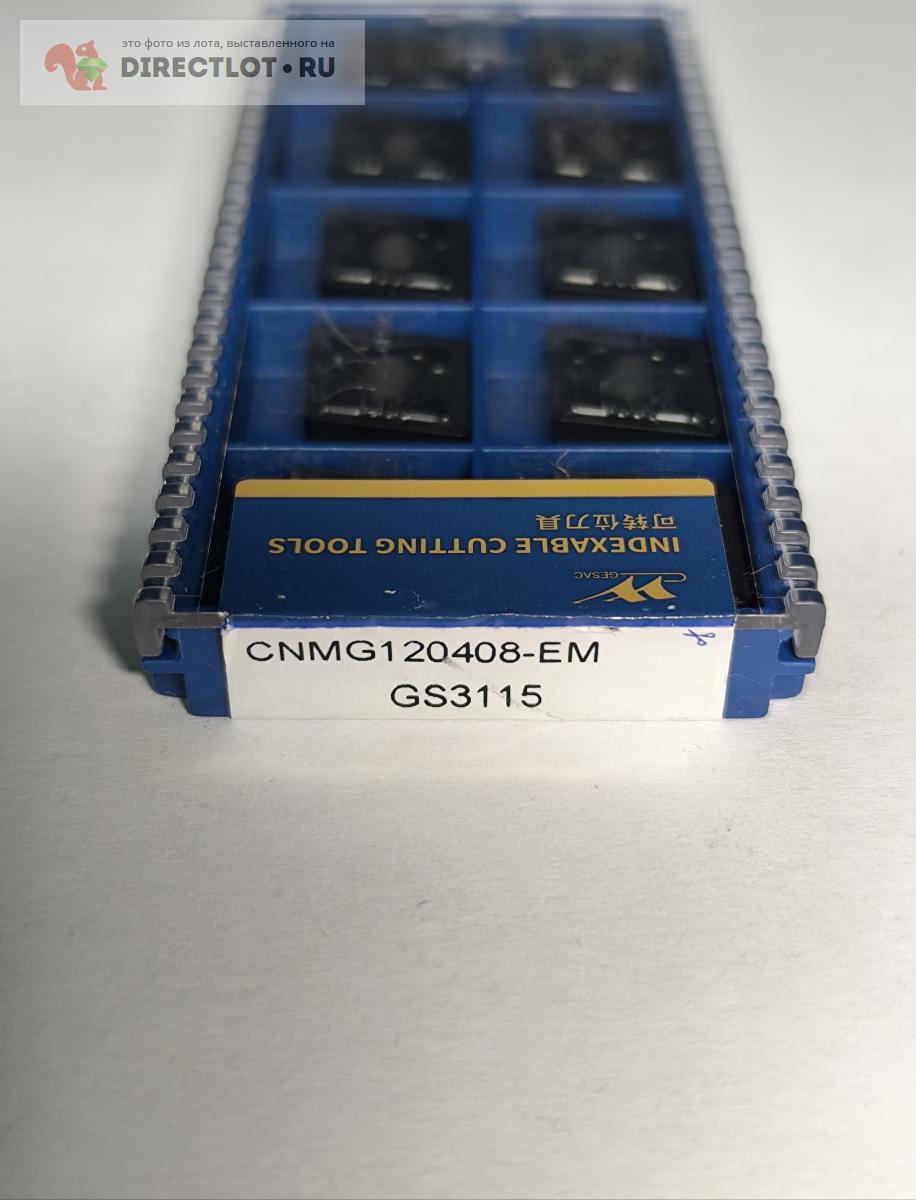 это фото из лота, выставленного на
DIRECTLOT.RU
可转位刀具
INDEXABLE CUTTING TOOLS
GESAC
CNMG120408-EM
GS3115